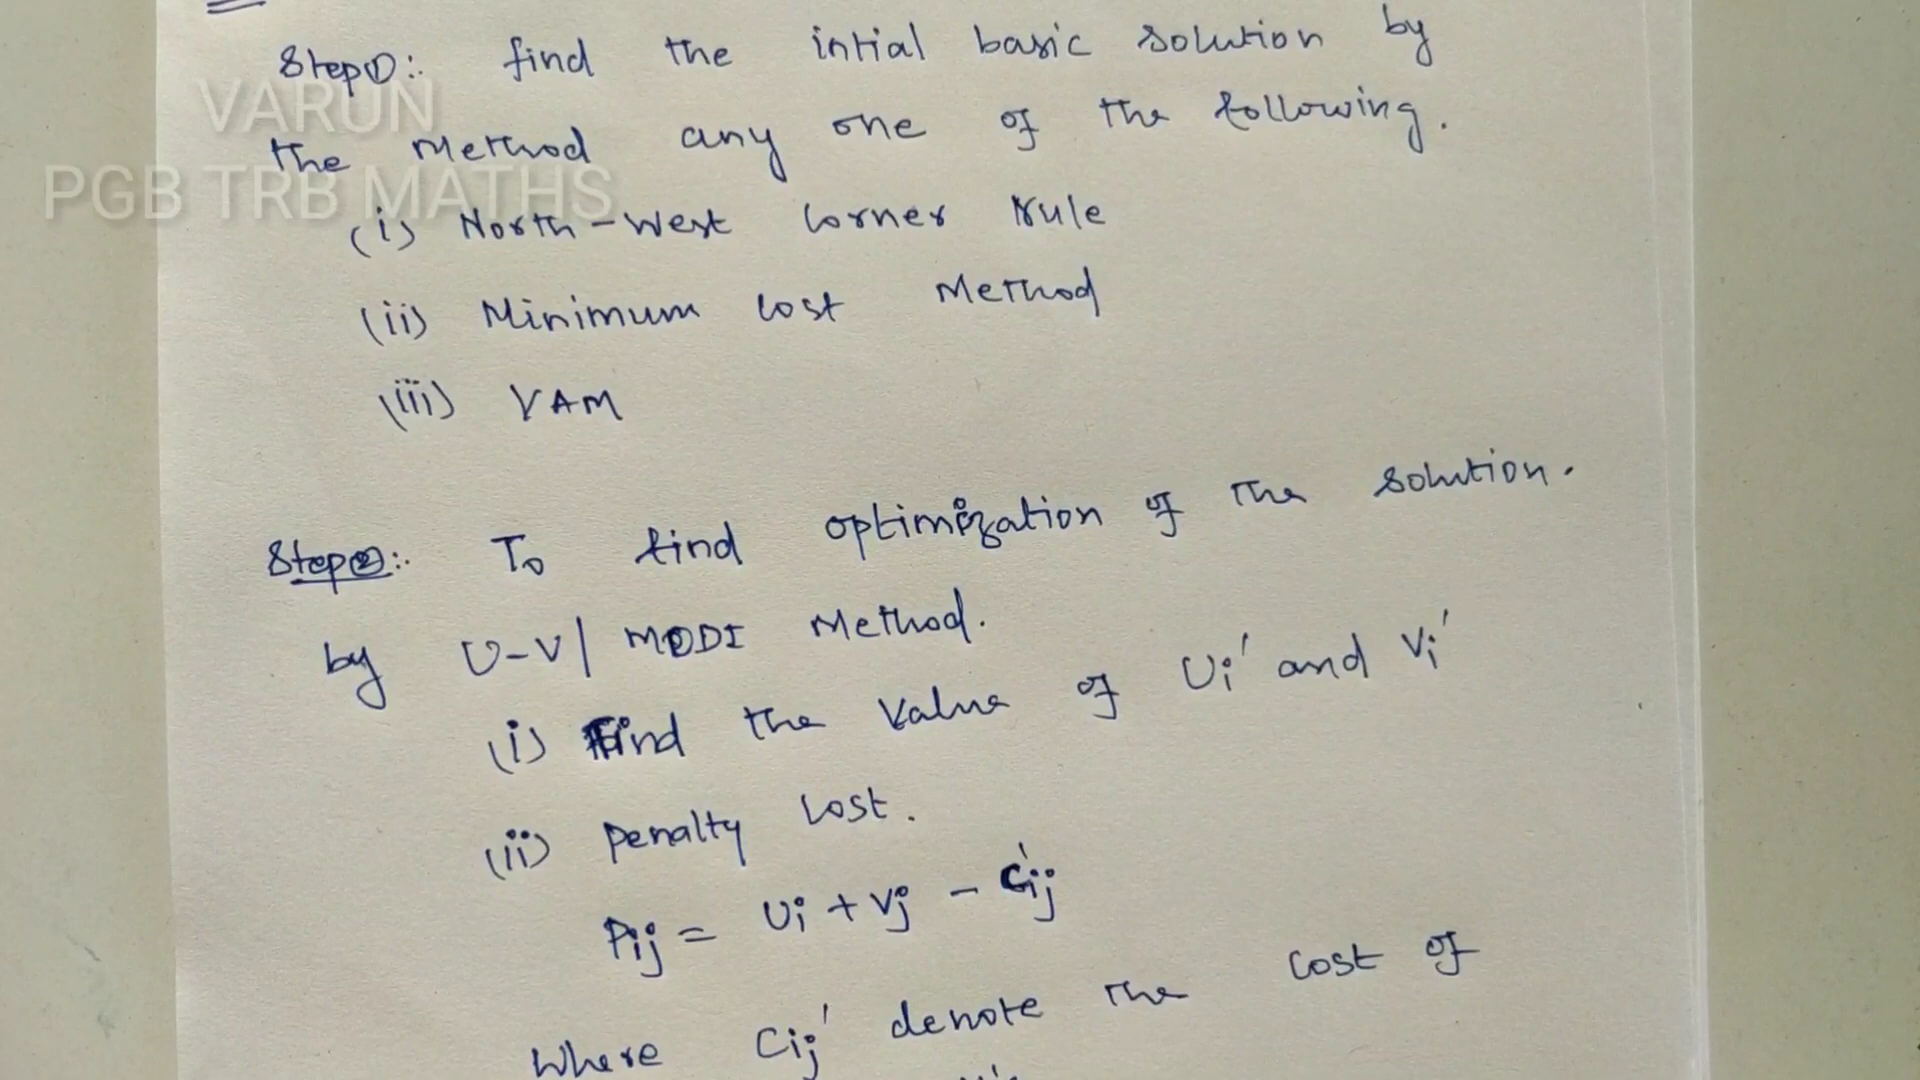 Step①: find the intial basic solution by
the Method any one of the following.
(i) North-West Corner Rule
(ii) Minimum Cost Method
(iii) VAM
Step②: To find optimization of the solution.
by U-V| MODI Method.
(i) Find the Value of Ui' and Vi'
(ii) Penalty Cost.
Pij = Ui + Vj - Cij'
Where Cij' denote the Cost of
VARUN
PGB TRB MATHS